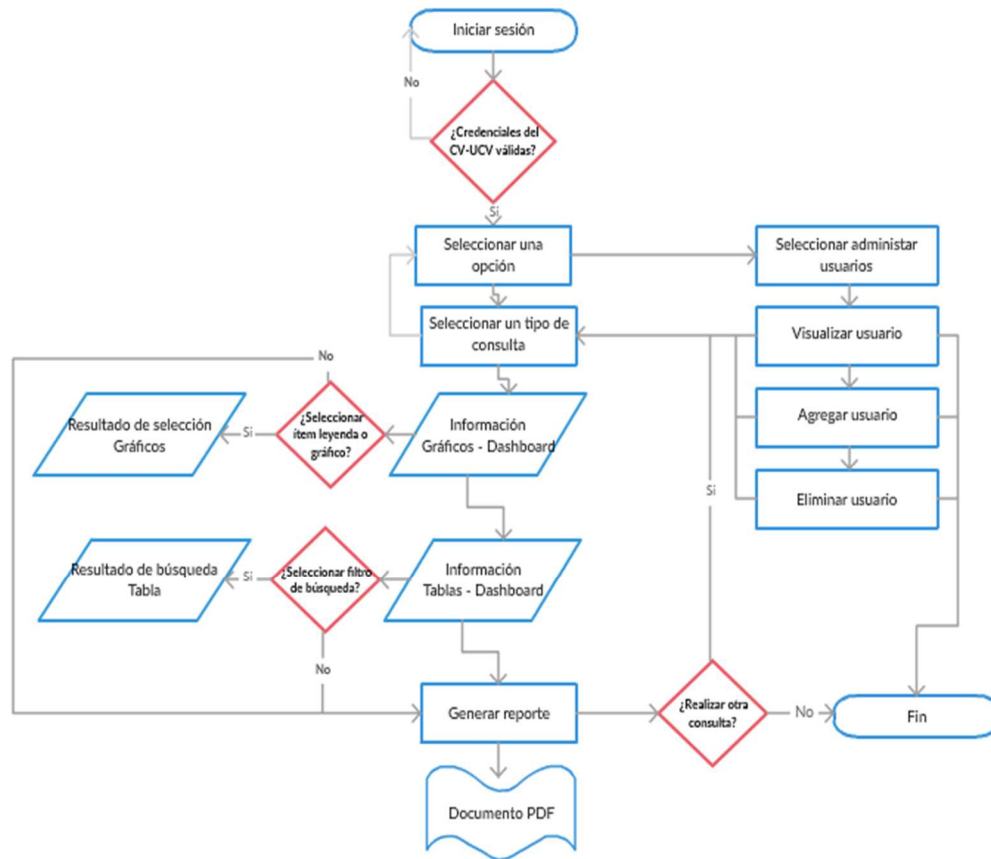 Iniciar sesión
No
¿Credenciales del
CV-UCV válidas?
Si
Seleccionar una
opción
Seleccionar administar
usuarios
Seleccionar un tipo de
consulta
Visualizar usuario
No
Resultado de selección
Gráficos
Si
¿Seleccionar
ítem leyenda o
gráfico?
Información
Gráficos - Dashboard
Agregar usuario
Si
Eliminar usuario
Resultado de búsqueda
Tabla
Si
¿Seleccionar filtro
de búsqueda?
Información
Tablas - Dashboard
No
Generar reporte
¿Realizar otra
consulta?
No
Fin
Documento PDF